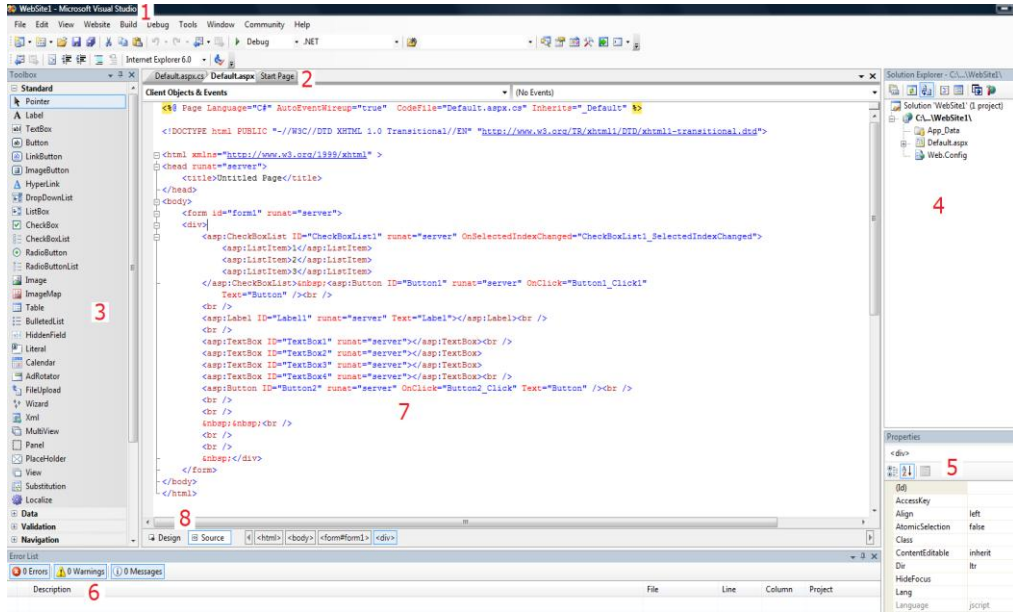 WebSite1 - Microsoft Visual Studio
1
File Edit View Website Build Debug Tools Window Community Help
Debug .NET
Internet Explorer 6.0
Toolbox
Standard
Pointer
A Label
TextBox
Button
LinkButton
ImageButton
HyperLink
DropDownList
ListBox
CheckBox
CheckBoxList
RadioButton
RadioButtonList
Image
ImageMap
Table
BulletedList
HiddenField
Literal
Calendar
AdRotator
FileUpload
Wizard
Xml
MultiView
Panel
PlaceHolder
View
Substitution
Localize
Data
Validation
Navigation
3
Default.aspx.cs Default.aspx Start Page
2
Client Objects & Events (No Events)
<%@ Page Language="C#" AutoEventWireup="true" CodeFile="Default.aspx.cs" Inherits="_Default" %>
<!DOCTYPE html PUBLIC "-//W3C//DTD XHTML 1.0 Transitional//EN" "http://www.w3.org/TR/xhtml1/DTD/xhtml1-transitional.dtd">
<html xmlns="http://www.w3.org/1999/xhtml" >
<head runat="server">
<title>Untitled Page</title>
</head>
<body>
<form id="form1" runat="server">
<div>
<asp:CheckBoxList ID="CheckBoxList1" runat="server" OnSelectedIndexChanged="CheckBoxList1_SelectedIndexChanged">
<asp:ListItem>1</asp:ListItem>
<asp:ListItem>2</asp:ListItem>
<asp:ListItem>3</asp:ListItem>
</asp:CheckBoxList>&nbsp;<asp:Button ID="Button1" runat="server" OnClick="Button1_Click1"
Text="Button" /><br />
<br />
<asp:Label ID="Label1" runat="server" Text="Label"></asp:Label><br />
<br />
<asp:TextBox ID="TextBox1" runat="server"></asp:TextBox><br />
<asp:TextBox ID="TextBox2" runat="server"></asp:TextBox>
<asp:TextBox ID="TextBox3" runat="server"></asp:TextBox>
<asp:TextBox ID="TextBox4" runat="server"></asp:TextBox><br />
<asp:Button ID="Button2" runat="server" OnClick="Button2_Click" Text="Button" /><br />
<br />
<br />
&nbsp;&nbsp;<br />
<br />
<br />
&nbsp;</div>
</form>
</body>
</html>
7
8
Design Source <html> <body> <form#form1> <div>
Solution Explorer - C:\...\WebSite1\
Solution 'WebSite1' (1 project)
C:\...\WebSite1\
App_Data
Default.aspx
Web.Config
4
Properties
<div>
5
(Id)
AccessKey
Align left
AtomicSelection false
Class
ContentEditable inherit
Dir ltr
HideFocus
Lang
Language jscript
Error List
0 Errors 0 Warnings 0 Messages
Description File Line Column Project
6